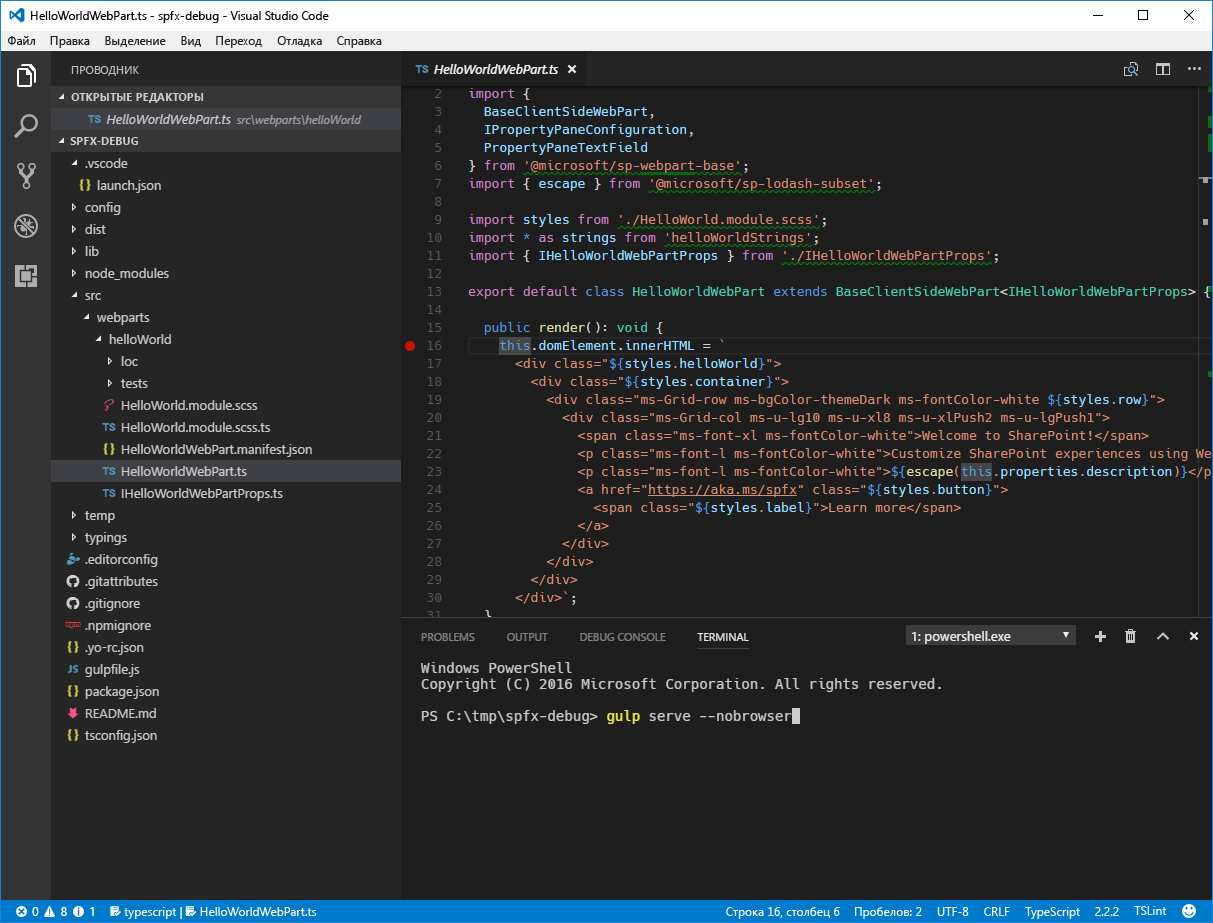 HelloWorldWebPart.ts - spfx-debug - Visual Studio Code
Файл Правка Выделение Вид Переход Отладка Справка
ПРОВОДНИК
ОТКРЫТЫЕ РЕДАКТОРЫ
TS HelloWorldWebPart.ts src\webparts\helloWorld
SPFX-DEBUG
.vscode
{} launch.json
config
dist
lib
node_modules
src
webparts
helloWorld
loc
tests
HelloWorld.module.scss
TS HelloWorld.module.scss.ts
{} HelloWorldWebPart.manifest.json
TS HelloWorldWebPart.ts
TS IHelloWorldWebPartProps.ts
temp
typings
.editorconfig
.gitattributes
.gitignore
.npmignore
{} .yo-rc.json
JS gulpfile.js
{} package.json
README.md
{} tsconfig.json
TS HelloWorldWebPart.ts
2 import {
3 BaseClientSideWebPart,
4 IPropertyPaneConfiguration,
5 PropertyPaneTextField
6 } from '@microsoft/sp-webpart-base';
7 import { escape } from '@microsoft/sp-lodash-subset';
8
9 import styles from './HelloWorld.module.scss';
10 import * as strings from 'helloWorldStrings';
11 import { IHelloWorldWebPartProps } from './IHelloWorldWebPartProps';
12
13 export default class HelloWorldWebPart extends BaseClientSideWebPart<IHelloWorldWebPartProps> {
14
15 public render(): void {
16 this.domElement.innerHTML = `
17 <div class="${styles.helloWorld}">
18 <div class="${styles.container}">
19 <div class="ms-Grid-row ms-bgColor-themeDark ms-fontColor-white ${styles.row}">
20 <div class="ms-Grid-col ms-u-lg10 ms-u-xl8 ms-u-xlPush2 ms-u-lgPush1">
21 <span class="ms-font-xl ms-fontColor-white">Welcome to SharePoint!</span>
22 <p class="ms-font-l ms-fontColor-white">Customize SharePoint experiences using We
23 <p class="ms-font-l ms-fontColor-white">${escape(this.properties.description)}</p
24 <a href="https://aka.ms/spfx" class="${styles.button}">
25 <span class="${styles.label}">Learn more</span>
26 </a>
27 </div>
28 </div>
29 </div>
30 </div>`;
31 }
PROBLEMS OUTPUT DEBUG CONSOLE TERMINAL 1: powershell.exe
Windows PowerShell
Copyright (C) 2016 Microsoft Corporation. All rights reserved.
PS C:\tmp\spfx-debug> gulp serve --nobrowser
0 8 1 typescript | HelloWorldWebPart.ts Строка 16, столбец 6 Пробелов: 2 UTF-8 CRLF TypeScript 2.2.2 TSLint